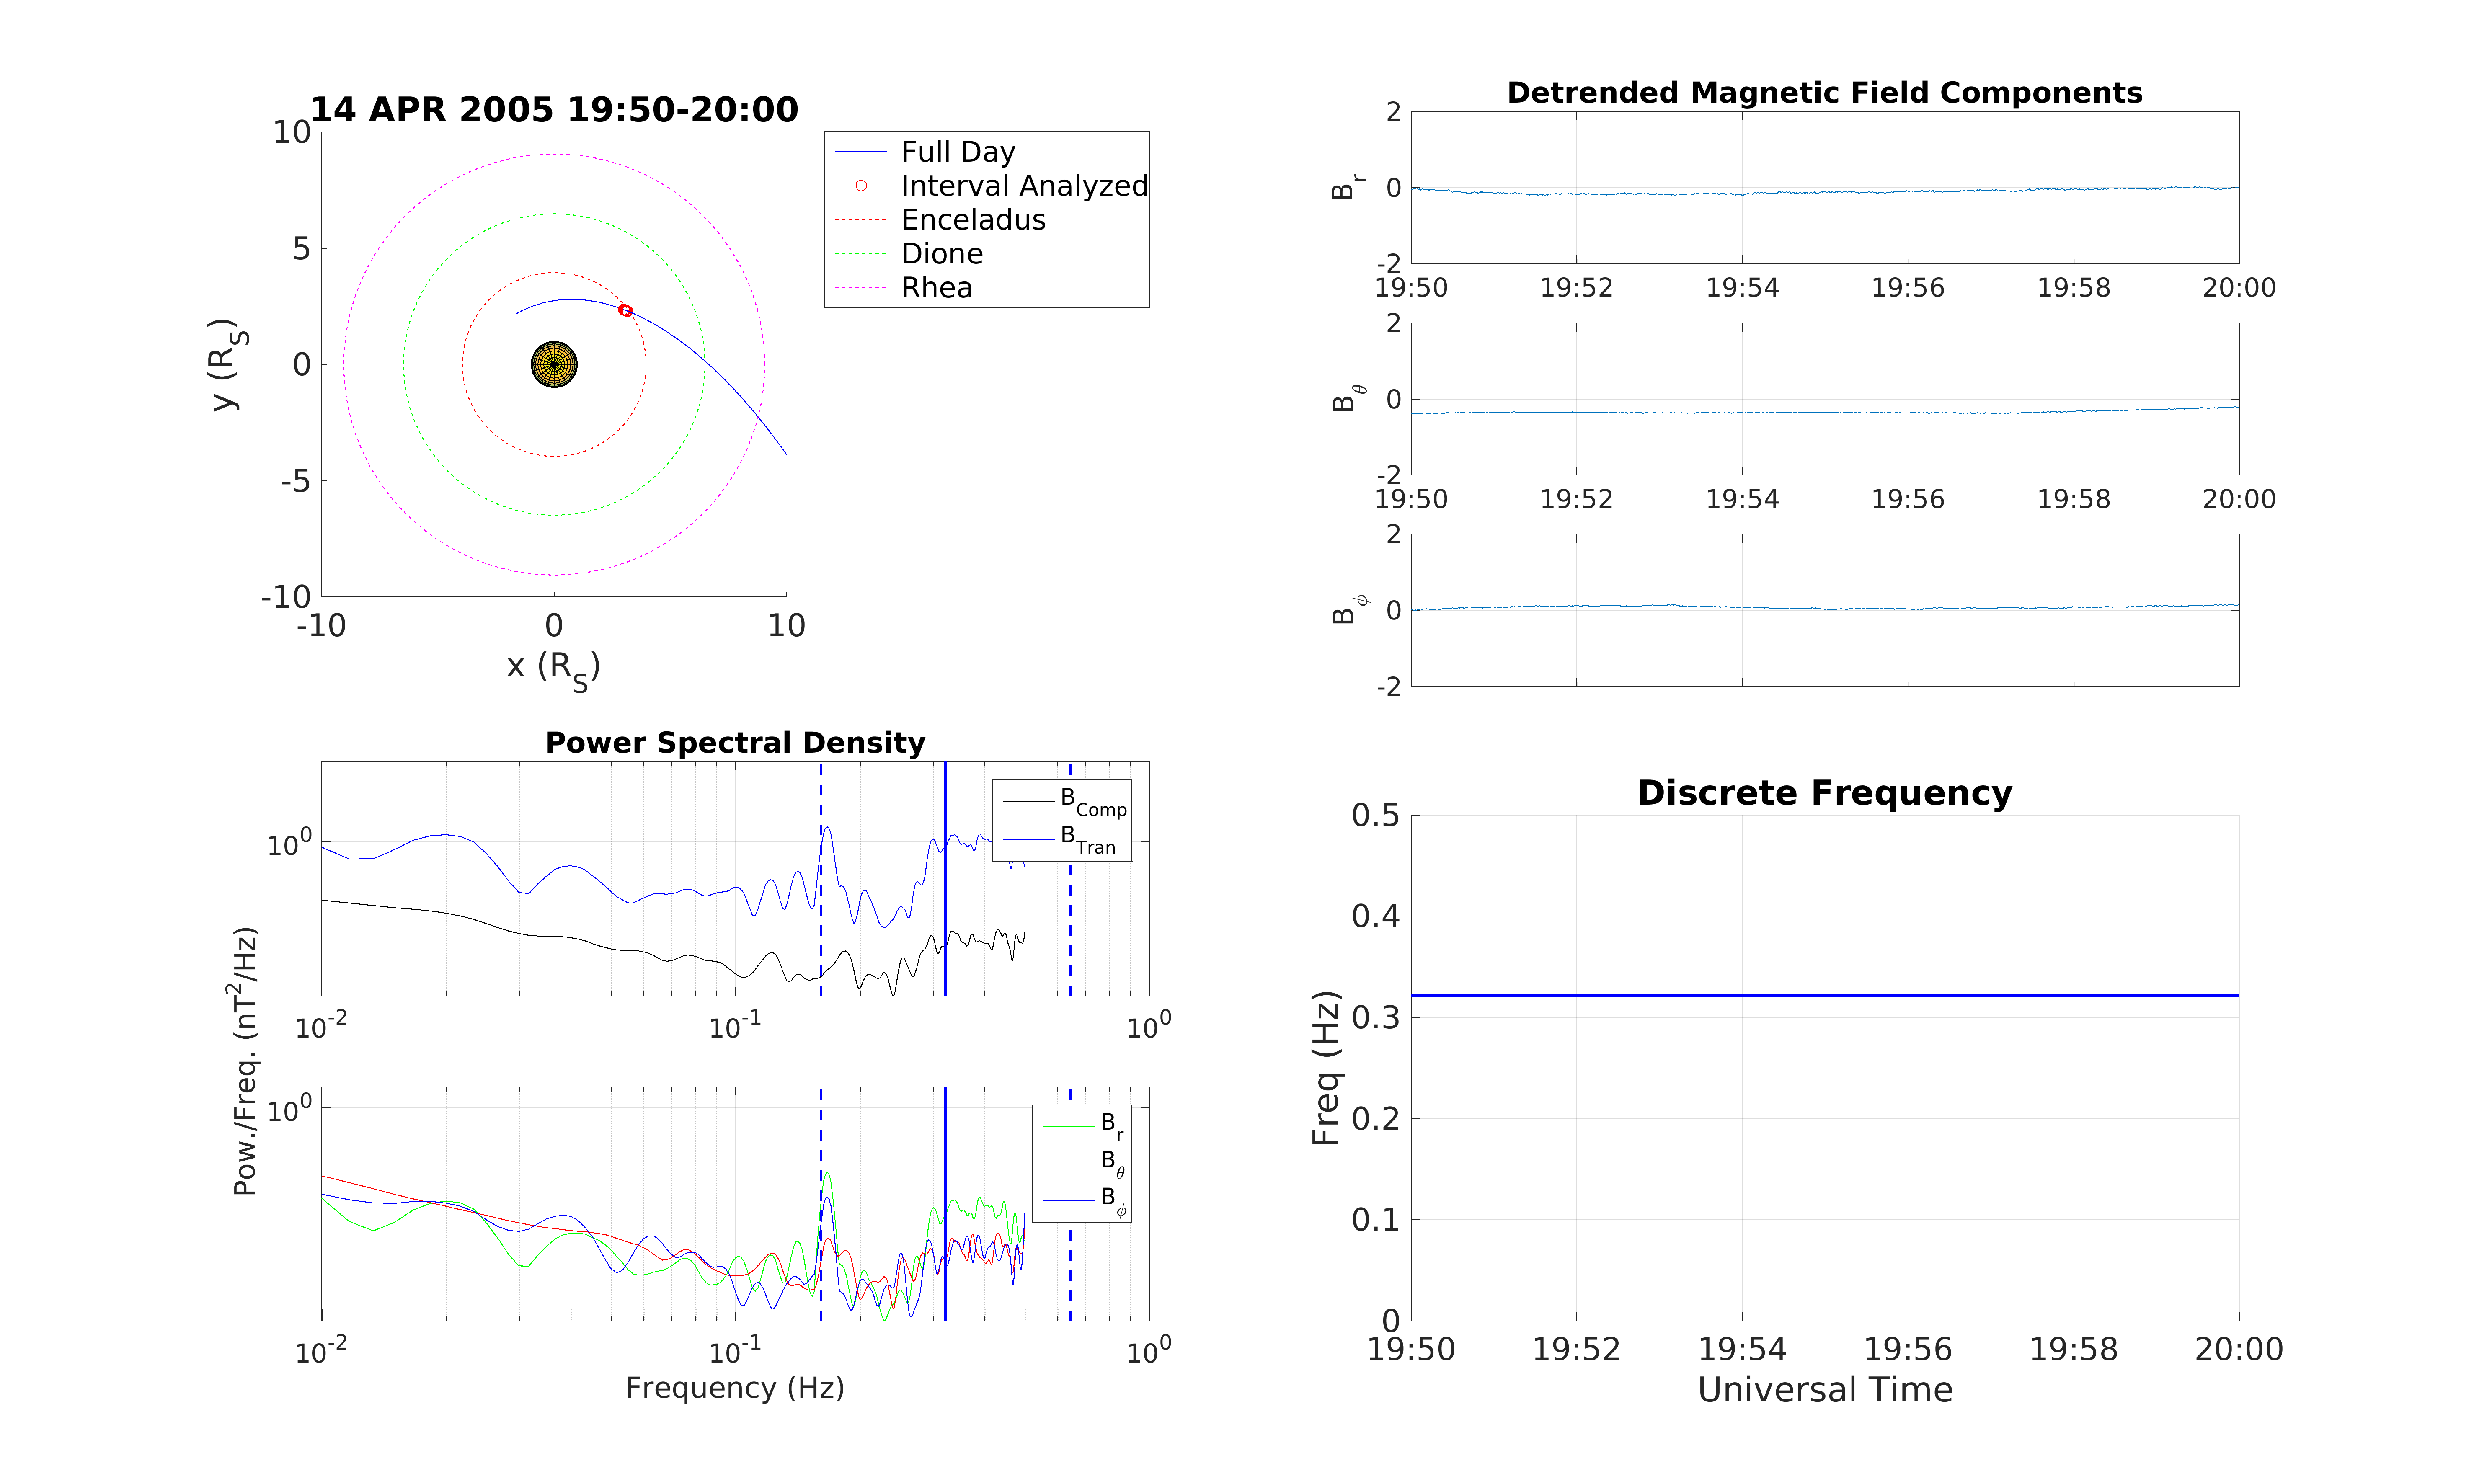 14 APR 2005 19:50-20:00
10
5
0
-5
-10
-10
0
10
y (R_S)
x (R_S)
Full Day
Interval Analyzed
Enceladus
Dione
Rhea
Detrended Magnetic Field Components
2
0
-2
B_r
19:50
19:52
19:54
19:56
19:58
20:00
2
0
-2
B_θ
19:50
19:52
19:54
19:56
19:58
20:00
2
0
-2
B_ϕ
Power Spectral Density
10^0
B_Comp
B_Tran
10^-2
10^-1
10^0
Pow./Freq. (nT^2/Hz)
10^0
B_r
B_θ
B_ϕ
10^-2
10^-1
10^0
Frequency (Hz)
Discrete Frequency
0.5
0.4
0.3
0.2
0.1
0
Freq (Hz)
19:50
19:52
19:54
19:56
19:58
20:00
Universal Time